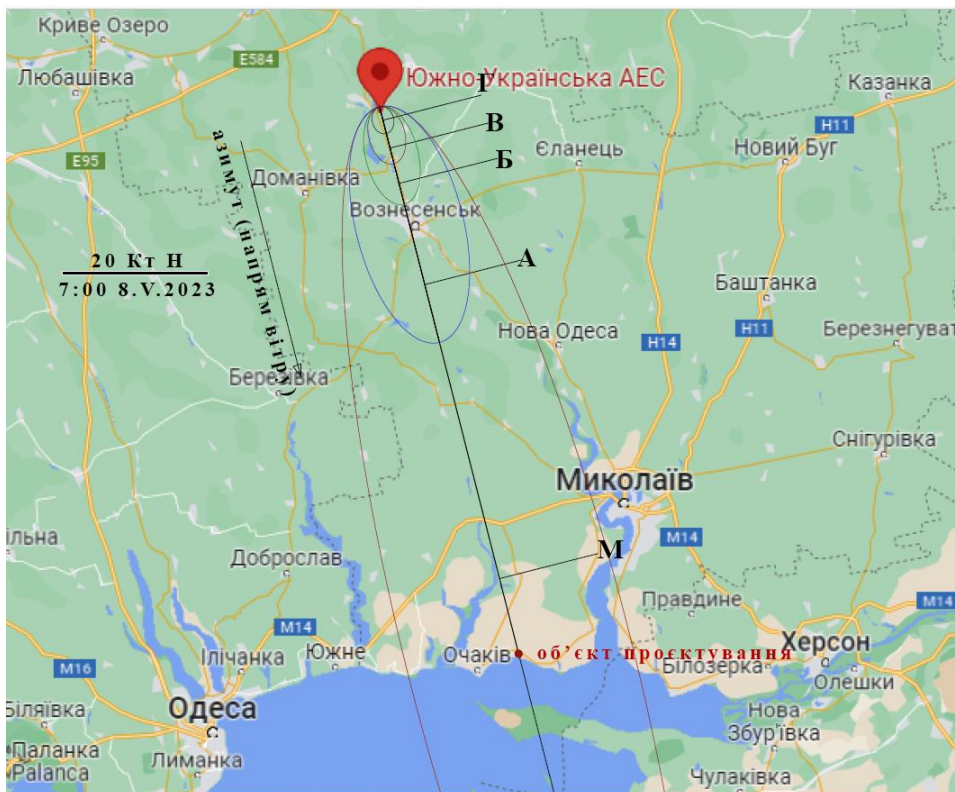 Криве Озеро
E584
Любашівка
Южно-Українська АЕС
Г
Казанка
H11
В
E95
Єланець
Новий Буг
Б
Доманівка
азимут (напрям вітру)
Вознесенськ
20 Кт Н
7:00 8.V.2023
А
Баштанка
Нова Одеса
H14
H11
Березнегуват
Березівка
Снігурівка
Миколаїв
ільна
Доброслав
М
M14
Правдине
M14
M14
Херсон
M16
Іллічанка
Южне
Очаків
об’єкт проєктування
Білозерка
Олешки
Одеса
Біляївка
Нова
Збур'ївка
Паланка
Palanca
Лиманка
Чулаківка